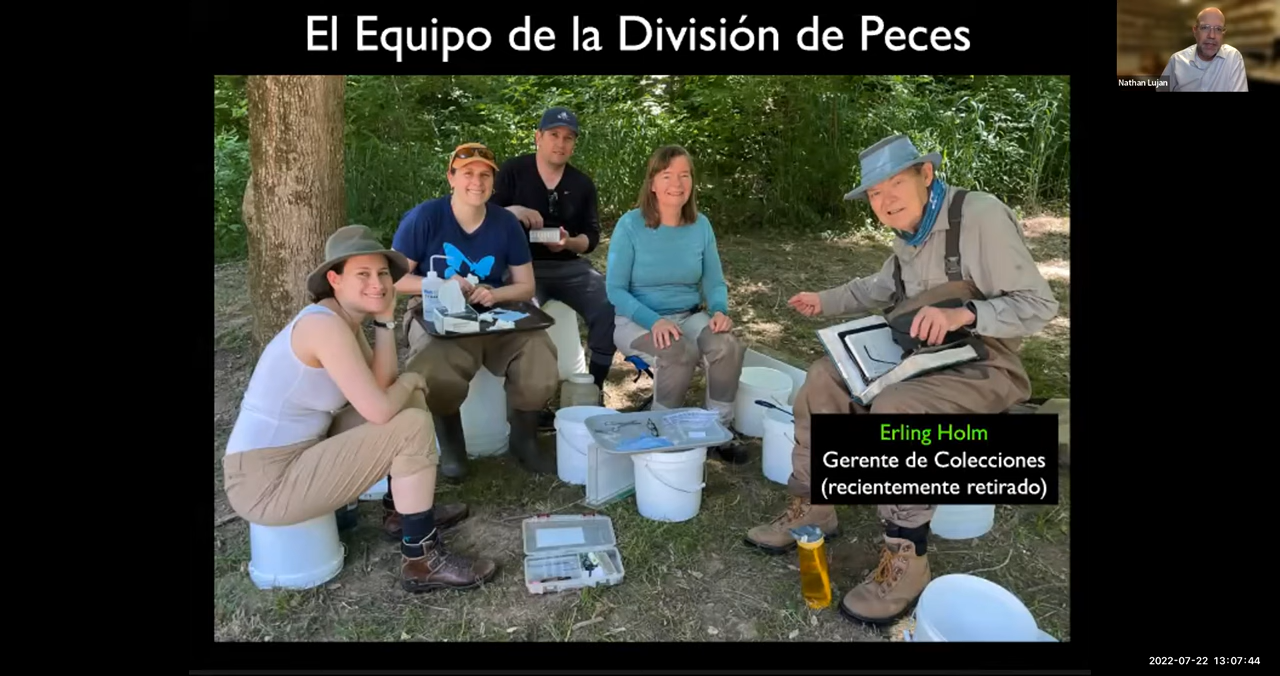 El Equipo de la División de Peces
Nathan Lujan
Erling Holm
Gerente de Colecciones
(recientemente retirado)
2022-07-22 13:07:44